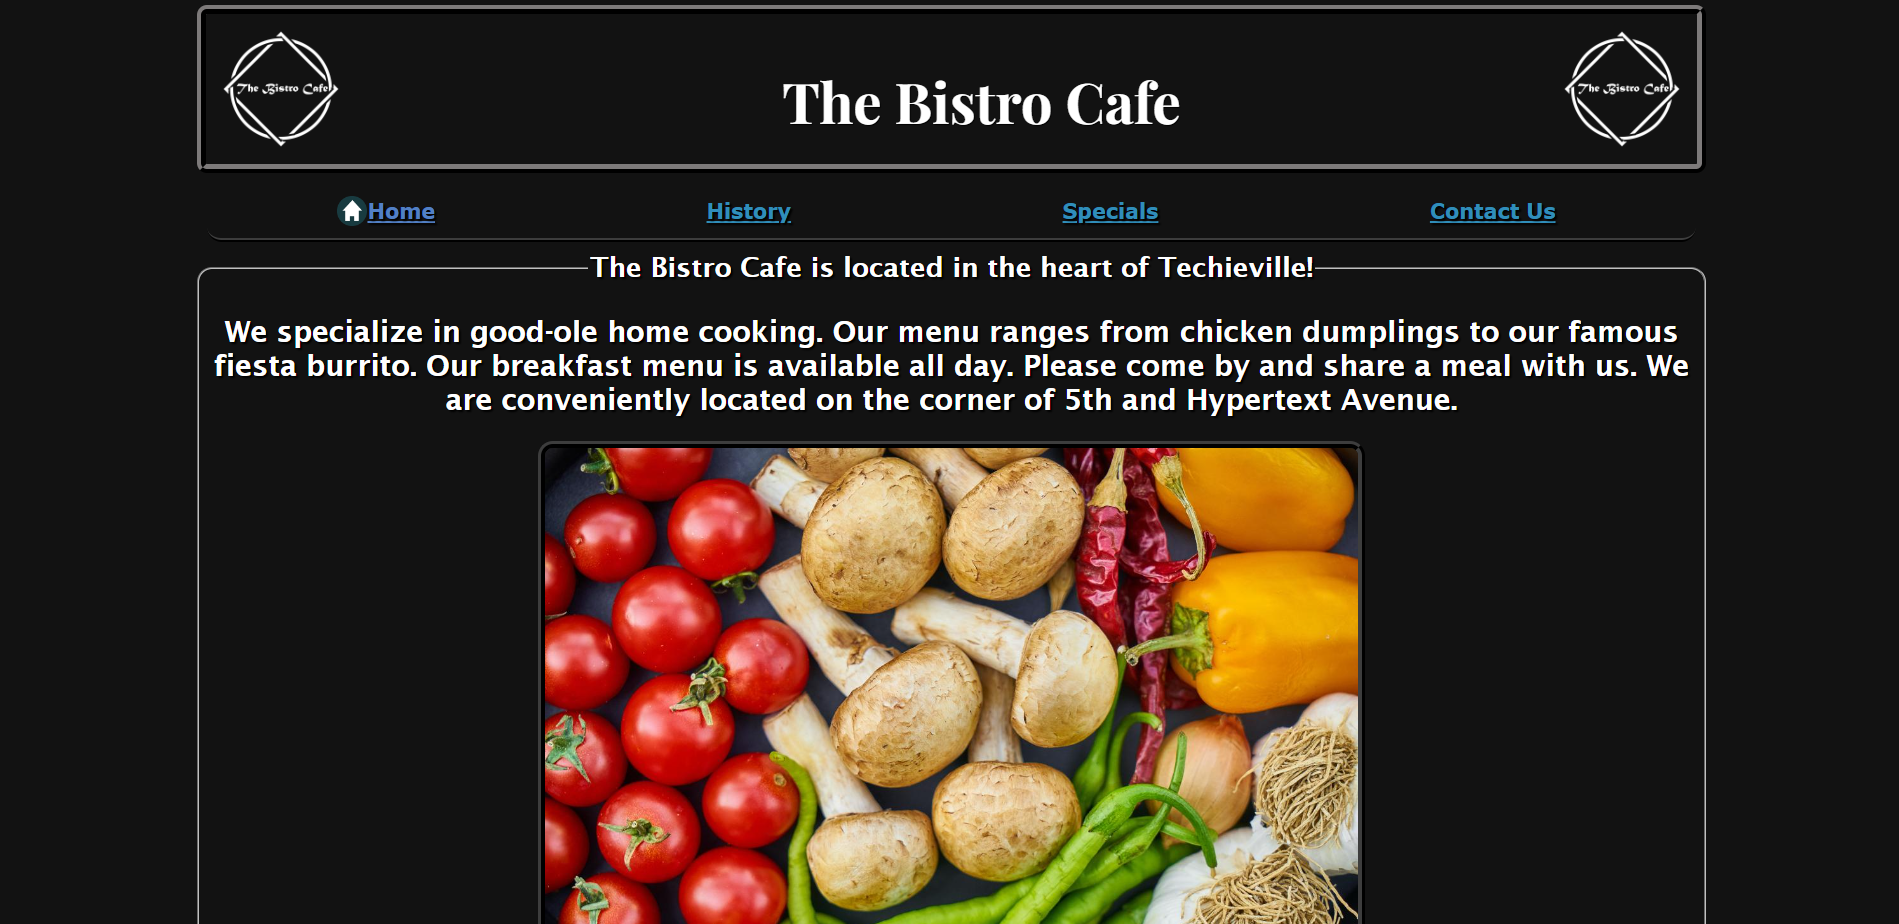 The Bistro Cafe
The Bistro Cafe
The Bistro Cafe
Home History Specials Contact Us
The Bistro Cafe is located in the heart of Techieville!
We specialize in good-ole home cooking. Our menu ranges from chicken dumplings to our famous
fiesta burrito. Our breakfast menu is available all day. Please come by and share a meal with us. We
are conveniently located on the corner of 5th and Hypertext Avenue.